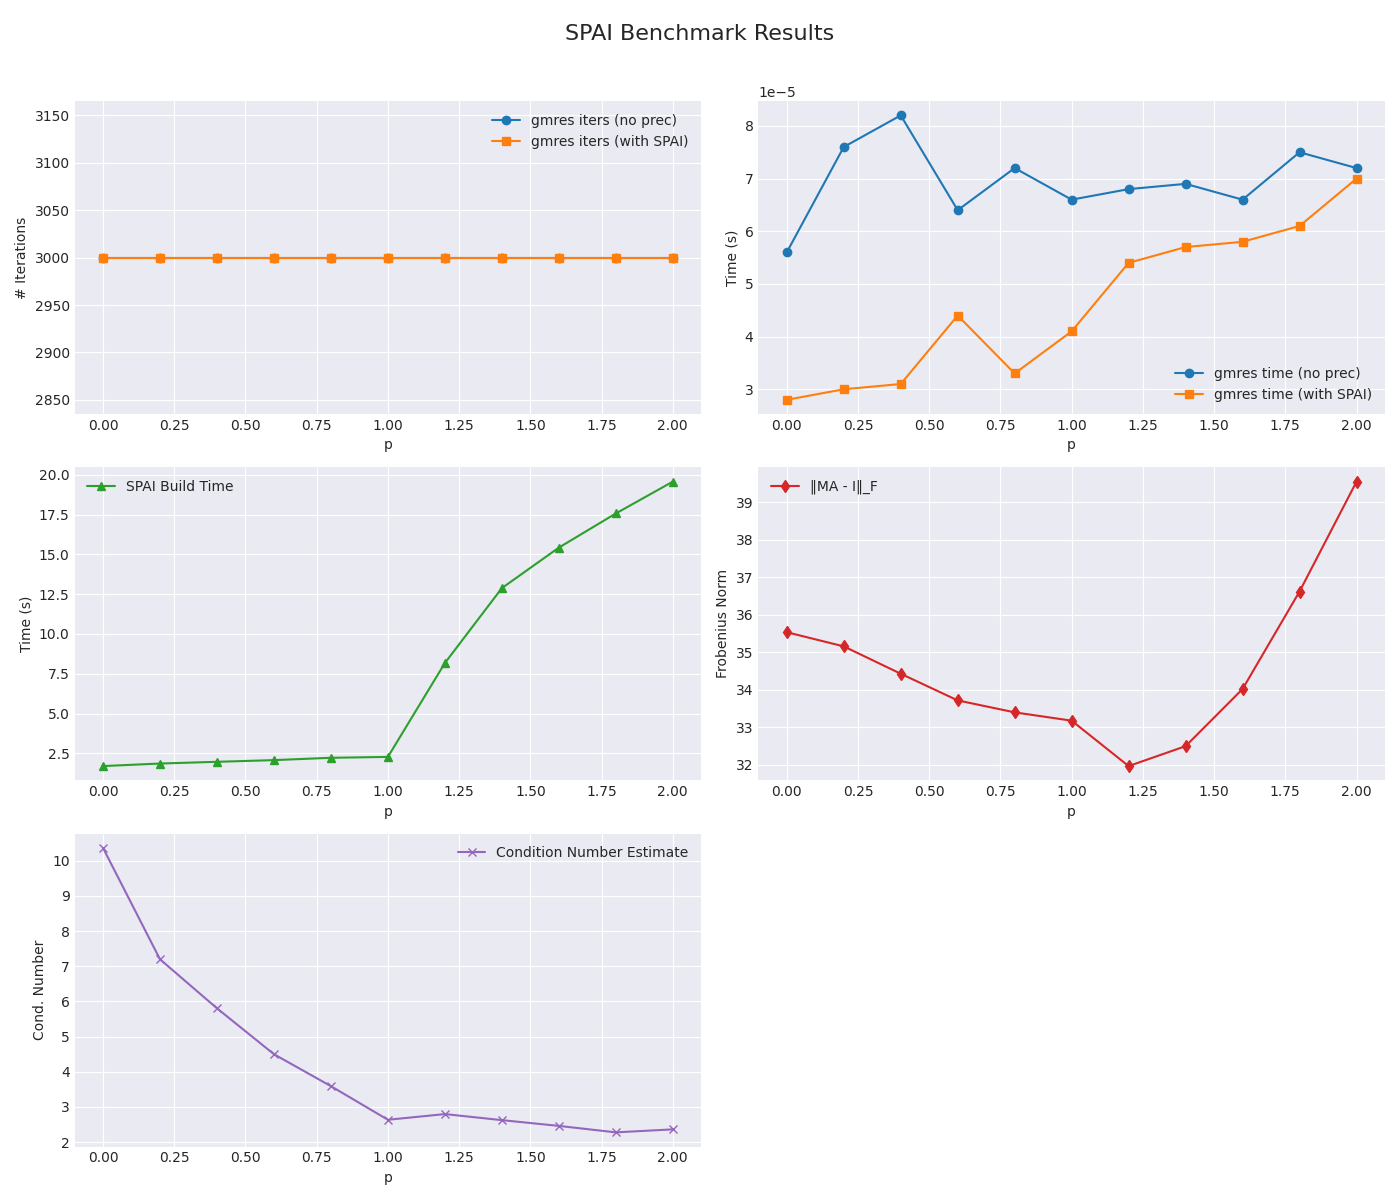 SPAI Benchmark Results
3150
3100
3050
3000
2950
2900
2850
# Iterations
gmres iters (no prec)
gmres iters (with SPAI)
0.00 0.25 0.50 0.75 1.00 1.25 1.50 1.75 2.00
p
1e−5
8
7
6
5
4
3
Time (s)
gmres time (no prec)
gmres time (with SPAI)
0.00 0.25 0.50 0.75 1.00 1.25 1.50 1.75 2.00
p
20.0
17.5
15.0
12.5
10.0
7.5
5.0
2.5
Time (s)
SPAI Build Time
0.00 0.25 0.50 0.75 1.00 1.25 1.50 1.75 2.00
p
39
38
37
36
35
34
33
32
Frobenius Norm
‖MA - I‖_F
0.00 0.25 0.50 0.75 1.00 1.25 1.50 1.75 2.00
p
10
9
8
7
6
5
4
3
2
Cond. Number
Condition Number Estimate
0.00 0.25 0.50 0.75 1.00 1.25 1.50 1.75 2.00
p